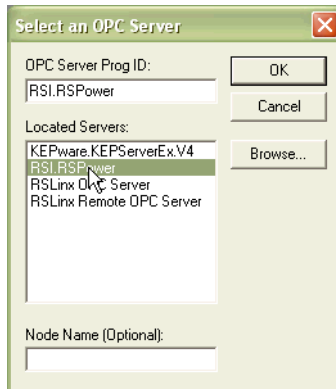 Select an OPC Server
OPC Server Prog ID:
RSI.RSPower
OK
Cancel
Located Servers:
KEPware.KEPServerEx.V4
Browse...
RSI.RSPower
RSLinx OPC Server
RSLinx Remote OPC Server
Node Name (Optional):